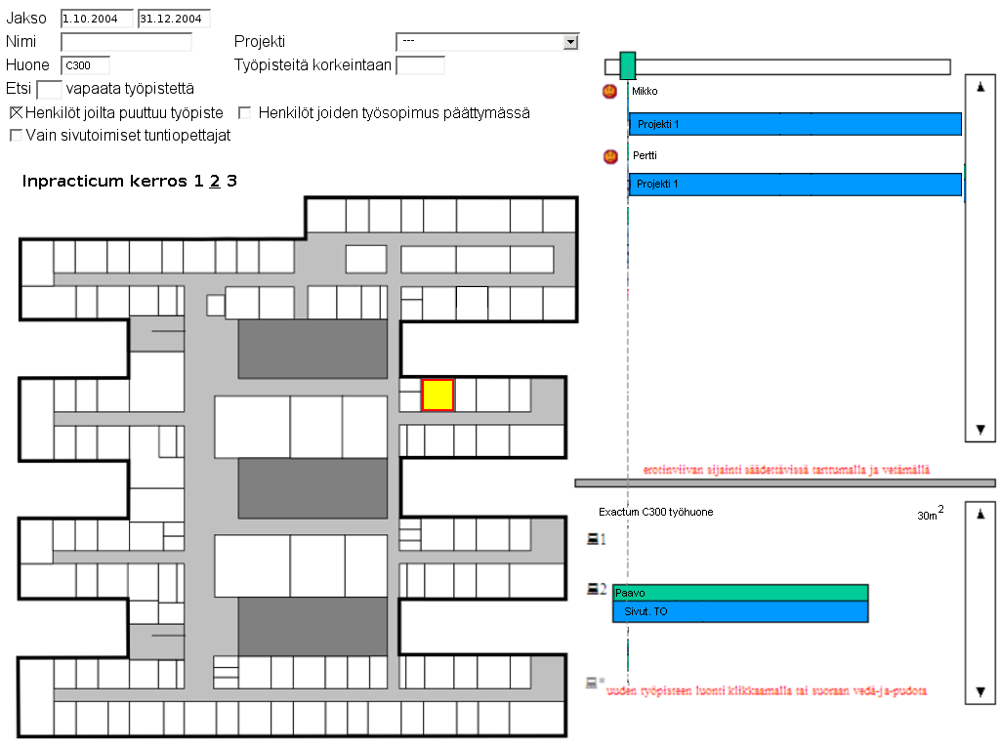 Jakso 1.10.2004 31.12.2004
Nimi Projekti ---
Huone C300 Työpisteitä korkeintaan
Etsi vapaata työpistettä
Henkilöt joilta puuttuu työpiste Henkilöt joiden työsopimus päättymässä
Vain sivutoimiset tuntiopettajat
Inpracticum kerros 1 2 3
Mikko
Projekti 1
Pertti
Projekti 1
erotinviivan sijainti säädettävissä tarttumalla ja vetämällä
Exactum C300 työhuone 30m2
1
2 Paavo
Sivut. TO
*
uuden työpisteen luonti klikkaamalla tai suoraan vedä-ja-pudota